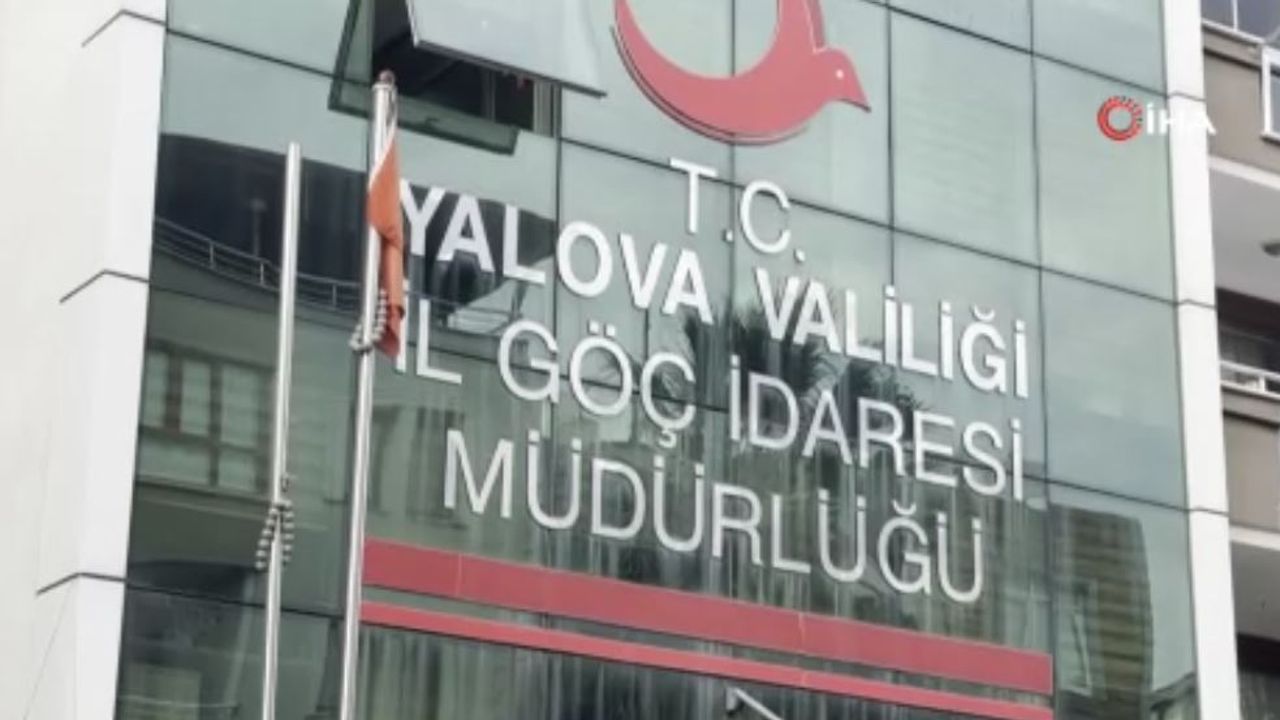 İHA
T.C.
YALOVA VALİLİĞİ
İL GÖÇ İDARESİ
MÜDÜRLÜĞÜ